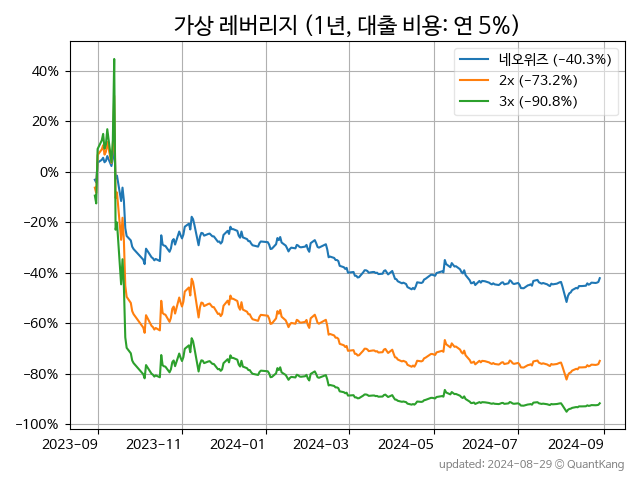 가상 레버리지 (1년, 대출 비용: 연 5%)
네오위즈 (-40.3%)
2x (-73.2%)
3x (-90.8%)
40%
20%
0%
-20%
-40%
-60%
-80%
-100%
2023-09 2023-11 2024-01 2024-03 2024-05 2024-07 2024-09
updated: 2024-08-29 © QuantKang